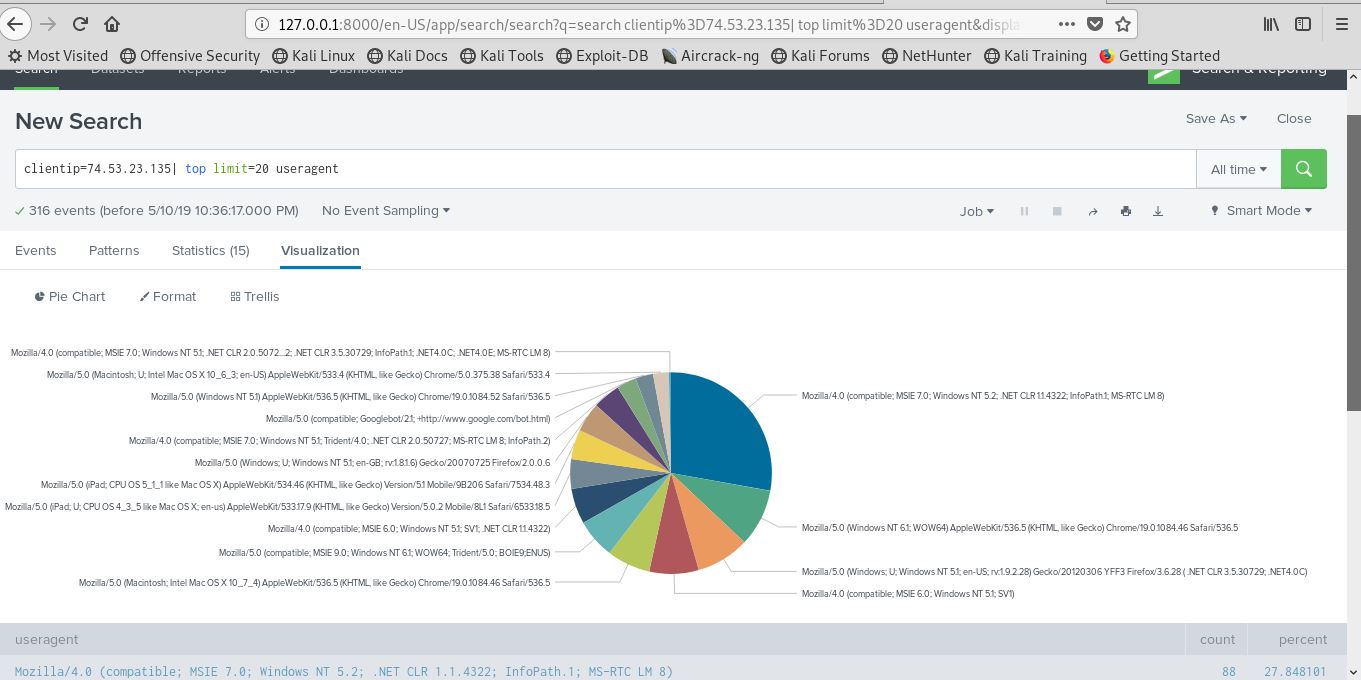 127.0.0.1:8000/en-US/app/search/search?q=search clientip%3D74.53.23.135| top limit%3D20 useragent&displa
Most Visited Offensive Security Kali Linux Kali Docs Kali Tools Exploit-DB Aircrack-ng Kali Forums NetHunter Kali Training Getting Started
Search Datasets Reports Alerts Dashboards Search & Reporting
New Search Save As Close
clientip=74.53.23.135| top limit=20 useragent All time
316 events (before 5/10/19 10:36:17.000 PM) No Event Sampling Job Smart Mode
Events Patterns Statistics (15) Visualization
Pie Chart Format Trellis
Mozilla/4.0 (compatible; MSIE 7.0; Windows NT 5.1; .NET CLR 2.0.5072...2; .NET CLR 3.5.30729; InfoPath.1; .NET4.0C; .NET4.0E; MS-RTC LM 8)
Mozilla/5.0 (Macintosh; U; Intel Mac OS X 10_6_3; en-US) AppleWebKit/533.4 (KHTML, like Gecko) Chrome/5.0.375.38 Safari/533.4
Mozilla/5.0 (Windows NT 5.1) AppleWebKit/536.5 (KHTML, like Gecko) Chrome/19.0.1084.52 Safari/536.5
Mozilla/5.0 (compatible; Googlebot/2.1; +http://www.google.com/bot.html)
Mozilla/4.0 (compatible; MSIE 7.0; Windows NT 5.1; Trident/4.0; .NET CLR 2.0.50727; MS-RTC LM 8; InfoPath.2)
Mozilla/5.0 (Windows; U; Windows NT 5.1; en-GB; rv:1.8.1.6) Gecko/20070725 Firefox/2.0.0.6
Mozilla/5.0 (iPad; CPU OS 5_1_1 like Mac OS X) AppleWebKit/534.46 (KHTML, like Gecko) Version/5.1 Mobile/9B206 Safari/7534.48.3
Mozilla/5.0 (iPad; U; CPU OS 4_3_5 like Mac OS X; en-us) AppleWebKit/533.17.9 (KHTML, like Gecko) Version/5.0.2 Mobile/8L1 Safari/6533.18.5
Mozilla/4.0 (compatible; MSIE 6.0; Windows NT 5.1; SV1; .NET CLR 1.1.4322)
Mozilla/5.0 (compatible; MSIE 9.0; Windows NT 6.1; WOW64; Trident/5.0; BOIE9;ENUS)
Mozilla/5.0 (Macintosh; Intel Mac OS X 10_7_4) AppleWebKit/536.5 (KHTML, like Gecko) Chrome/19.0.1084.46 Safari/536.5
Mozilla/4.0 (compatible; MSIE 7.0; Windows NT 5.2; .NET CLR 1.1.4322; InfoPath.1; MS-RTC LM 8)
Mozilla/5.0 (Windows NT 6.1; WOW64) AppleWebKit/536.5 (KHTML, like Gecko) Chrome/19.0.1084.46 Safari/536.5
Mozilla/5.0 (Windows; U; Windows NT 5.1; en-US; rv:1.9.2.28) Gecko/20120306 YFF3 Firefox/3.6.28 ( .NET CLR 3.5.30729; .NET4.0C)
Mozilla/4.0 (compatible; MSIE 6.0; Windows NT 5.1; SV1)
useragent count percent
Mozilla/4.0 (compatible; MSIE 7.0; Windows NT 5.2; .NET CLR 1.1.4322; InfoPath.1; MS-RTC LM 8) 88 27.848101